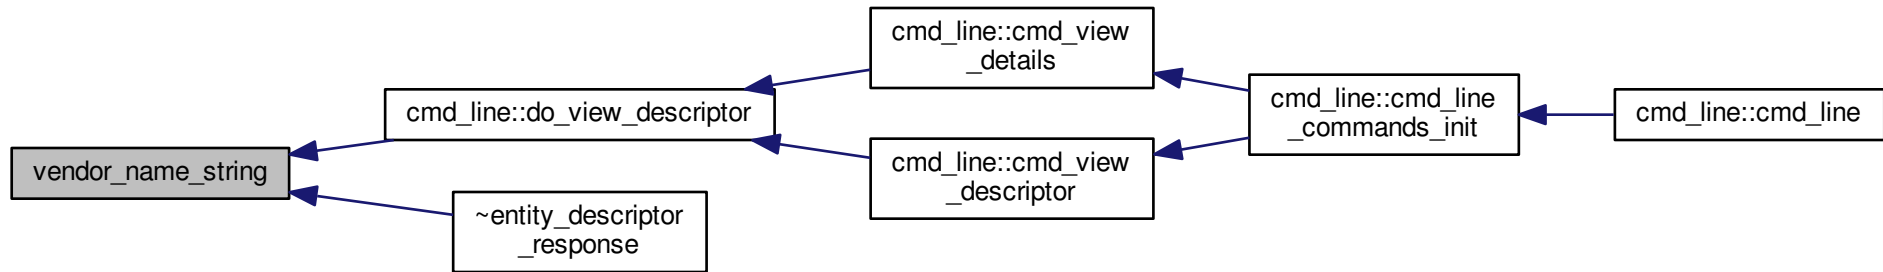 vendor_name_string
cmd_line::do_view_descriptor
~entity_descriptor
_response
cmd_line::cmd_view
_details
cmd_line::cmd_view
_descriptor
cmd_line::cmd_line
_commands_init
cmd_line::cmd_line